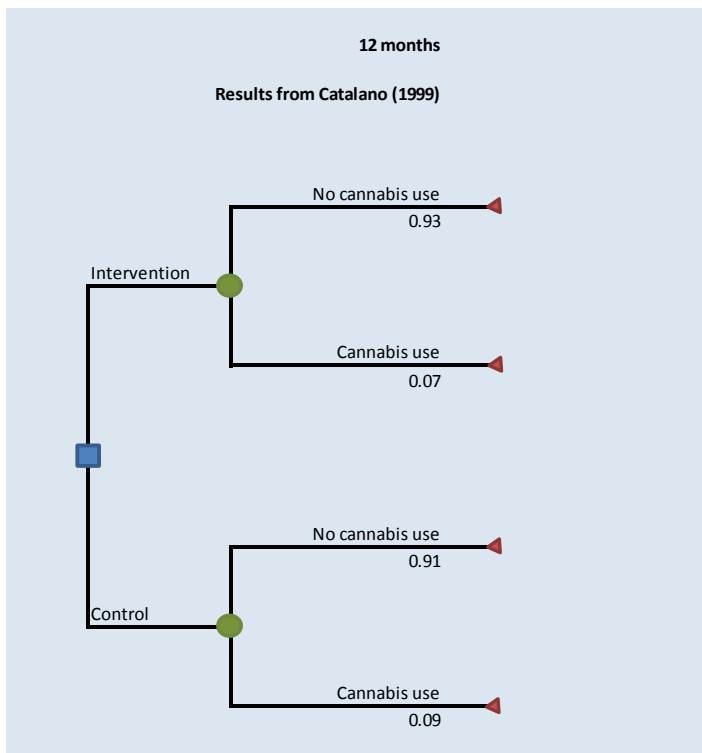 12 months
Results from Catalano (1999)
No cannabis use
0.93
Intervention
Cannabis use
0.07
No cannabis use
0.91
Control
Cannabis use
0.09